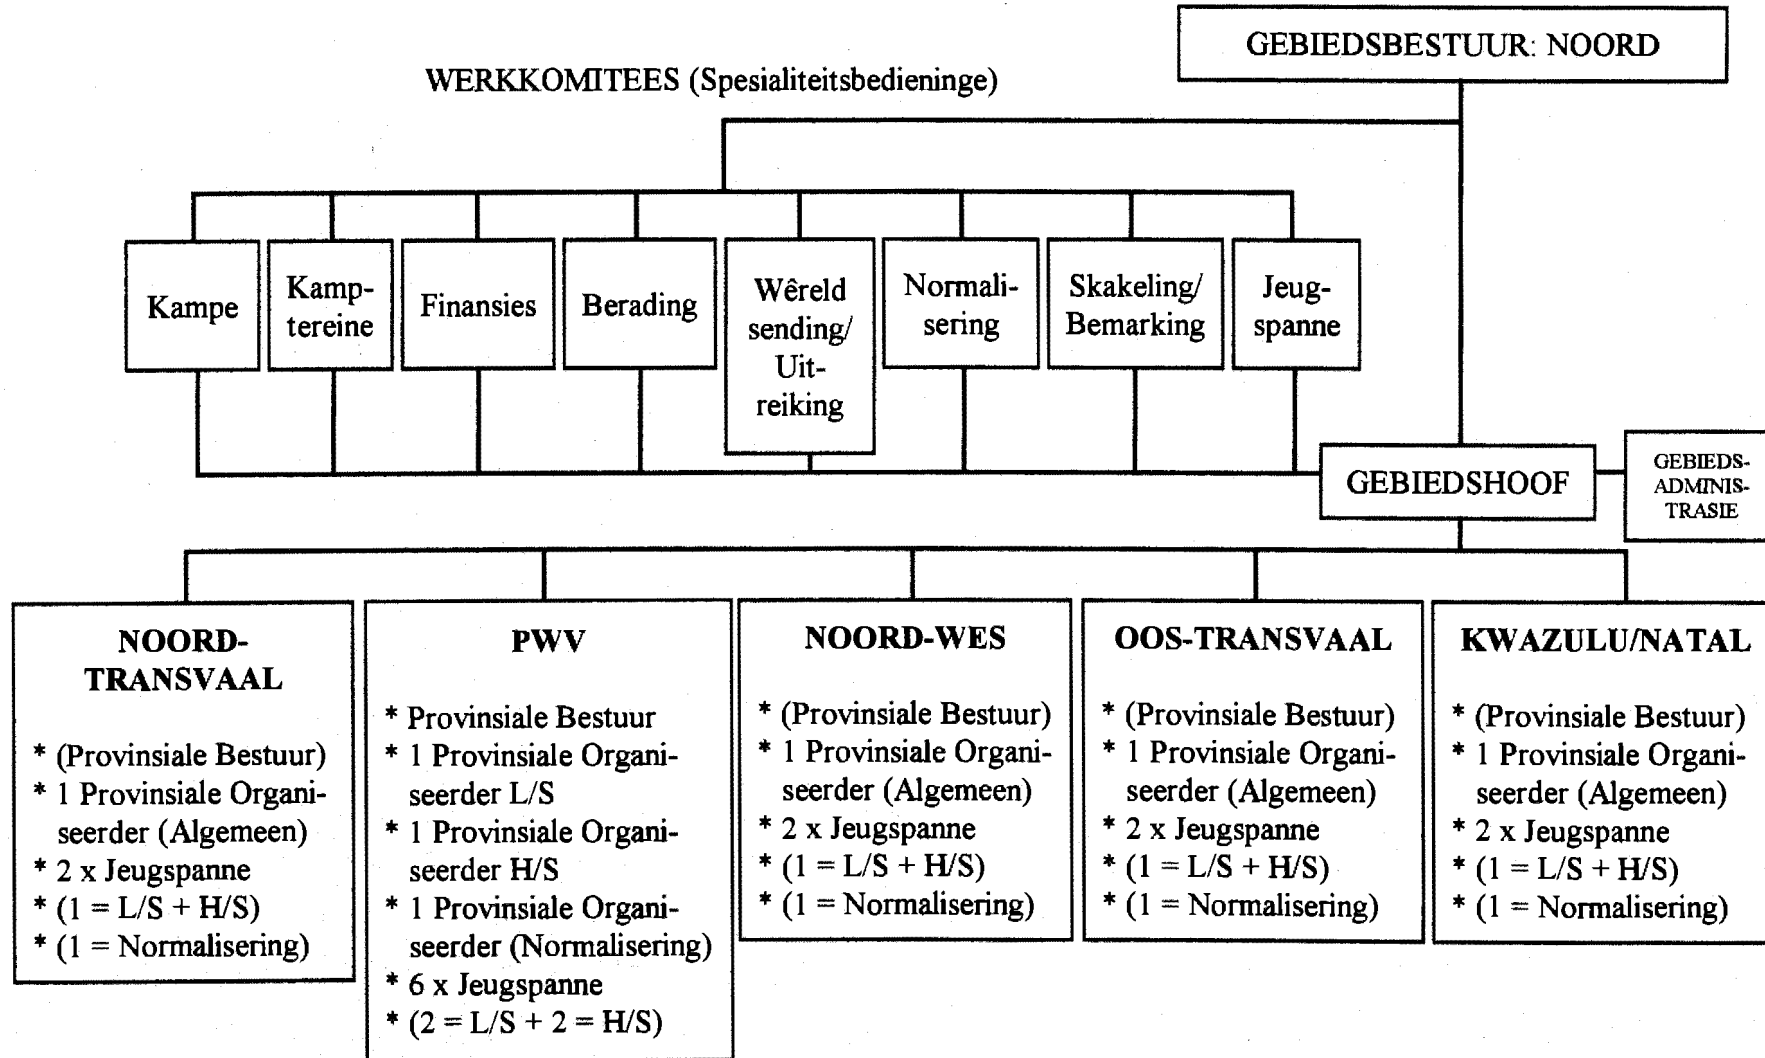 GEBIEDSBESTUUR: NOORD
WERKKOMITEES (Spesialiteitsbedieninge)
Kampe
Kamp-
tereine
Finansies
Berading
Wêreld
sending/
Uit-
reiking
Normali-
sering
Skakeling/
Bemarking
Jeug-
spanne
GEBIEDSHOOF
GEBIEDS-
ADMINIS-
TRASIE
NOORD-
TRANSVAAL
* (Provinsiale Bestuur)
* 1 Provinsiale Organi-
seerder (Algemeen)
* 2 x Jeugspanne
* (1 = L/S + H/S)
* (1 = Normalisering)
PWV
* Provinsiale Bestuur
* 1 Provinsiale Organi-
seerder L/S
* 1 Provinsiale Organi-
seerder H/S
* 1 Provinsiale Organi-
seerder (Normalisering)
* 6 x Jeugspanne
* (2 = L/S + 2 = H/S)
NOORD-WES
* (Provinsiale Bestuur)
* 1 Provinsiale Organi-
seerder (Algemeen)
* 2 x Jeugspanne
* (1 = L/S + H/S)
* (1 = Normalisering)
OOS-TRANSVAAL
* (Provinsiale Bestuur)
* 1 Provinsiale Organi-
seerder (Algemeen)
* 2 x Jeugspanne
* (1 = L/S + H/S)
* (1 = Normalisering)
KWAZULU/NATAL
* (Provinsiale Bestuur)
* 1 Provinsiale Organi-
seerder (Algemeen)
* 2 x Jeugspanne
* (1 = L/S + H/S)
* (1 = Normalisering)